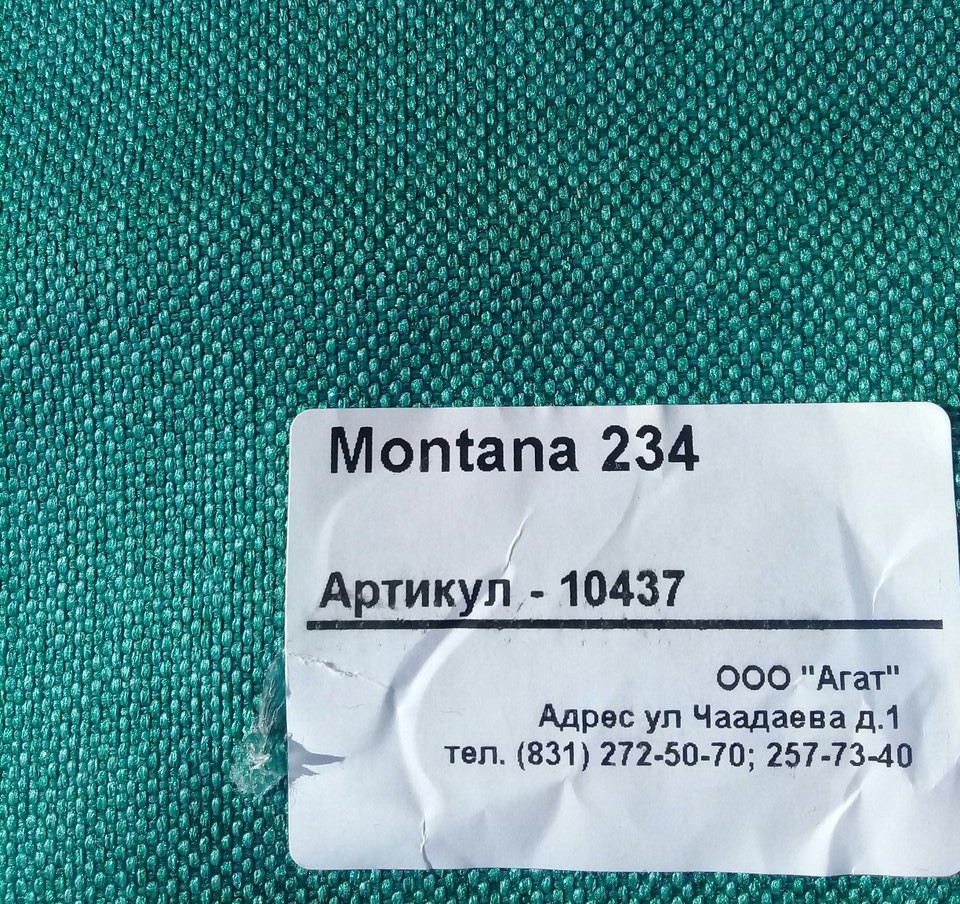 Montana 234
Артикул - 10437
ООО "Агат"
Адрес ул Чаадаева д.1
тел. (831) 272-50-70; 257-73-40